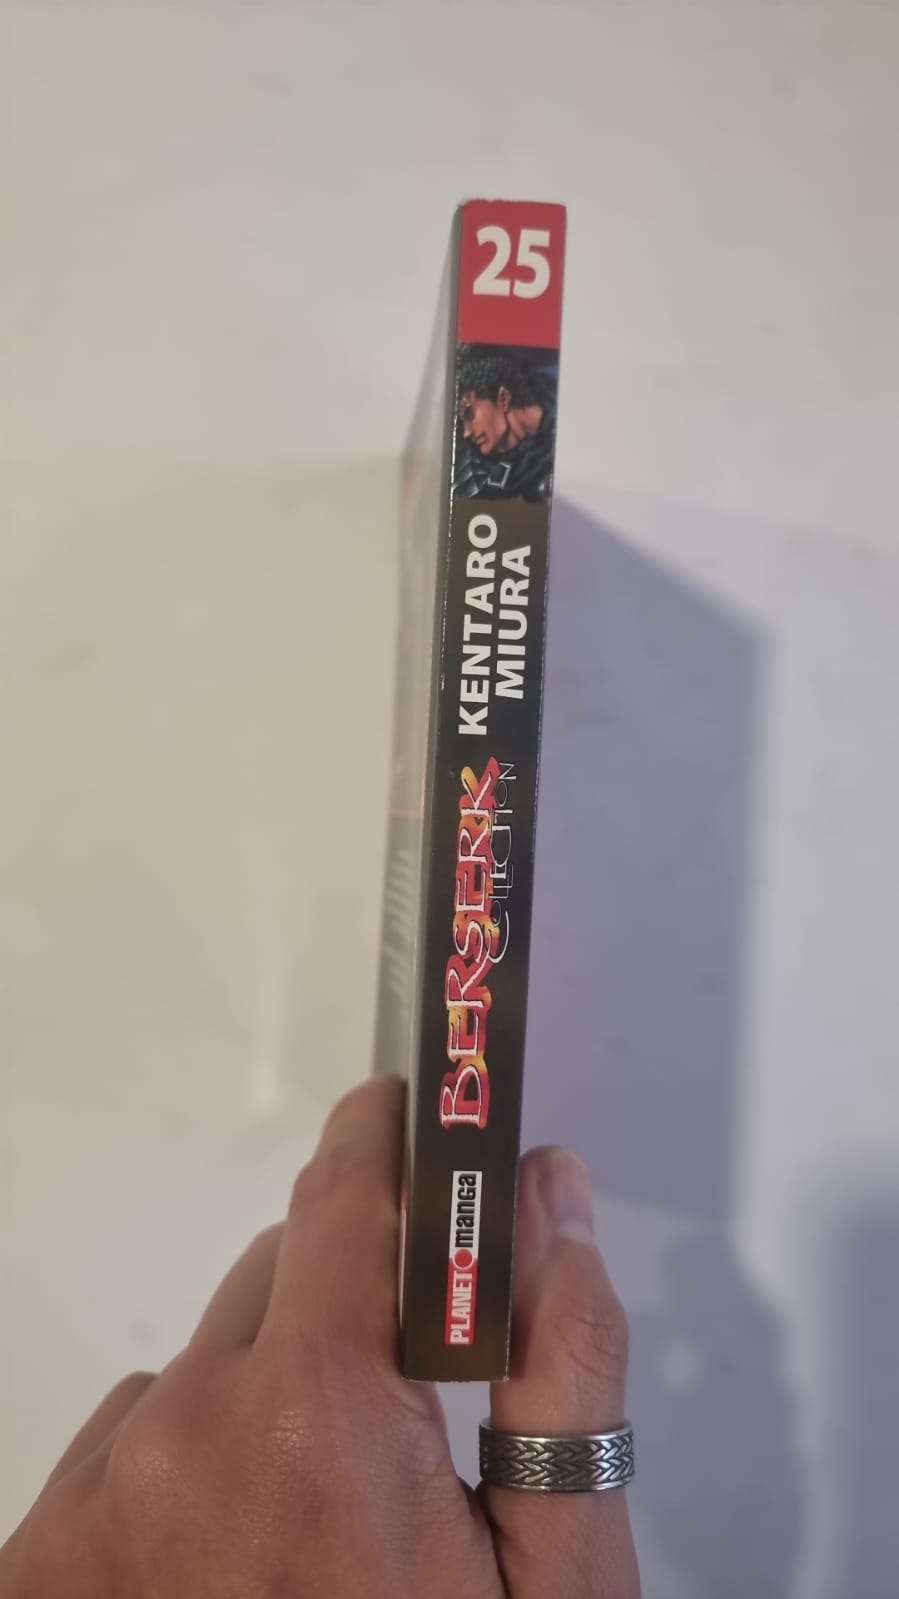 25
KENTARO
MIURA
BERSERK
COLLECTION
PLANET manga